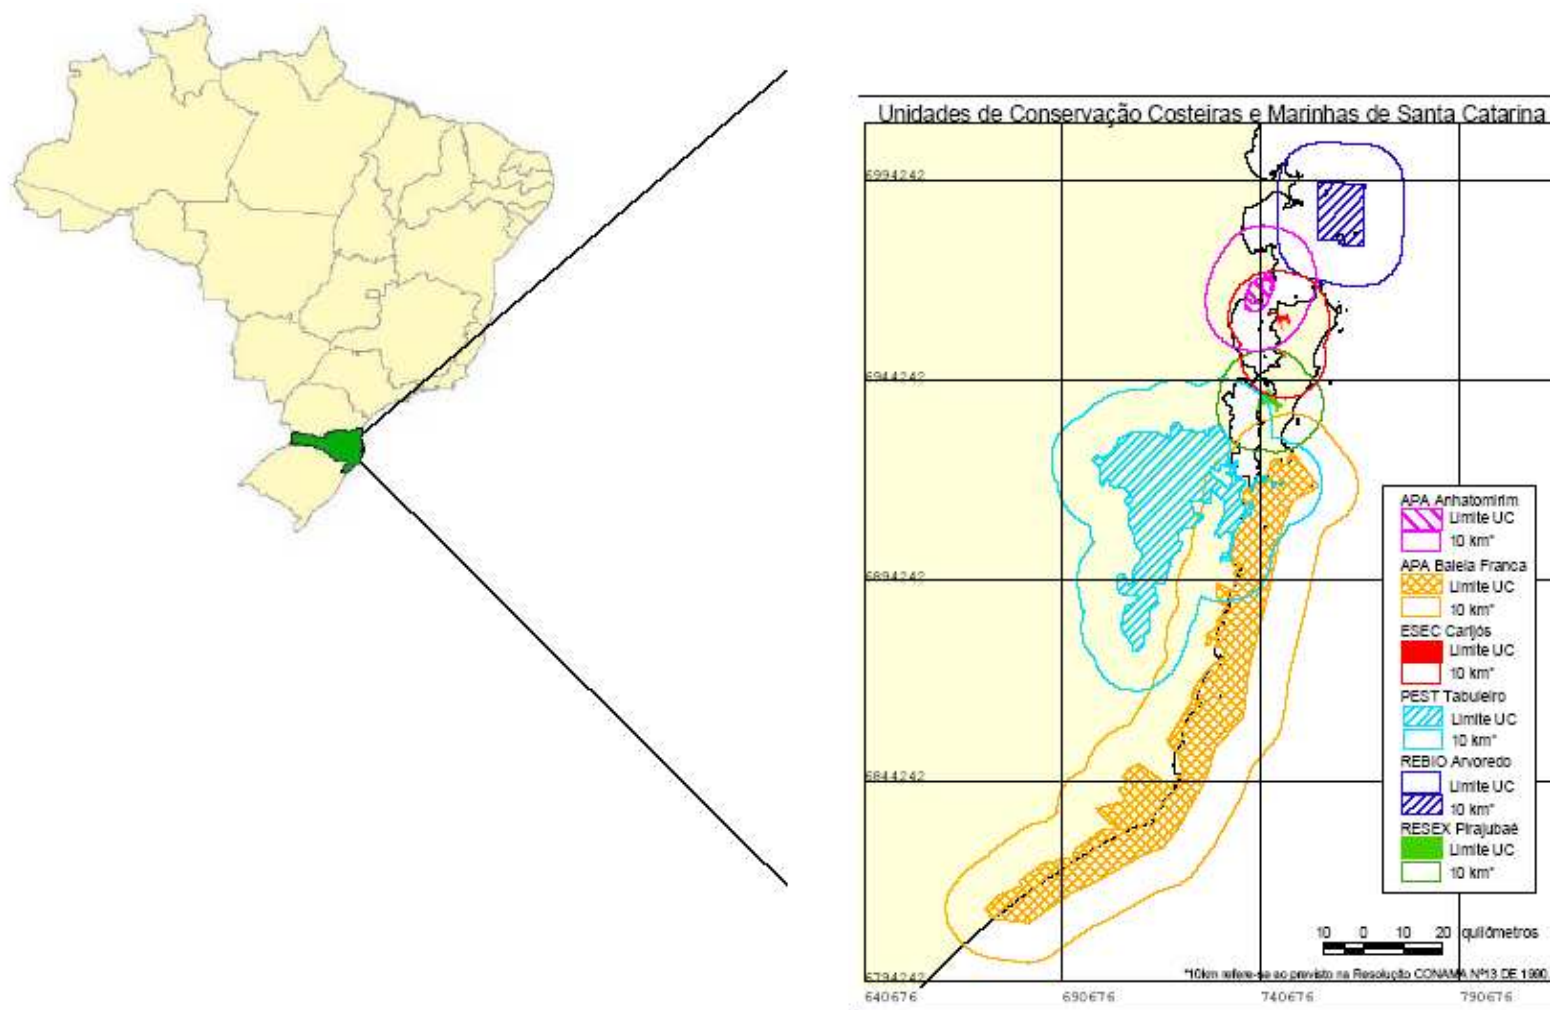 Unidades de Conservação Costeiras e Marinhas de Santa Catarina
6994242
6944242
6894242
6844242
6794242
APA Anhatomirim
Limite UC
10 km*
APA Baleia Franca
Limite UC
10 km*
ESEC Carijós
Limite UC
10 km*
PEST Tabuleiro
Limite UC
10 km*
REBIO Arvoredo
Limite UC
10 km*
RESEX Pirajubaé
Limite UC
10 km*
10 0 10 20 quilômetros
*10km refere-se ao previsto na Resolução CONAMA Nº13 DE 1990.
640676 690676 740676 790676